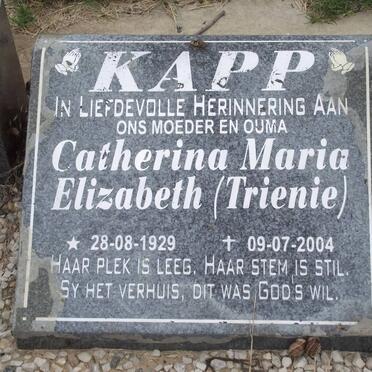 KAPP
IN LIEFDEVOLLE HERINNERING AAN
ONS MOEDER EN OUMA
Catherina Maria
Elizabeth (Trienie)
★ 28-08-1929 ✝ 09-07-2004
HAAR PLEK IS LEEG. HAAR STEM IS STIL.
SY HET VERHUIS, DIT WAS GOD'S WIL.